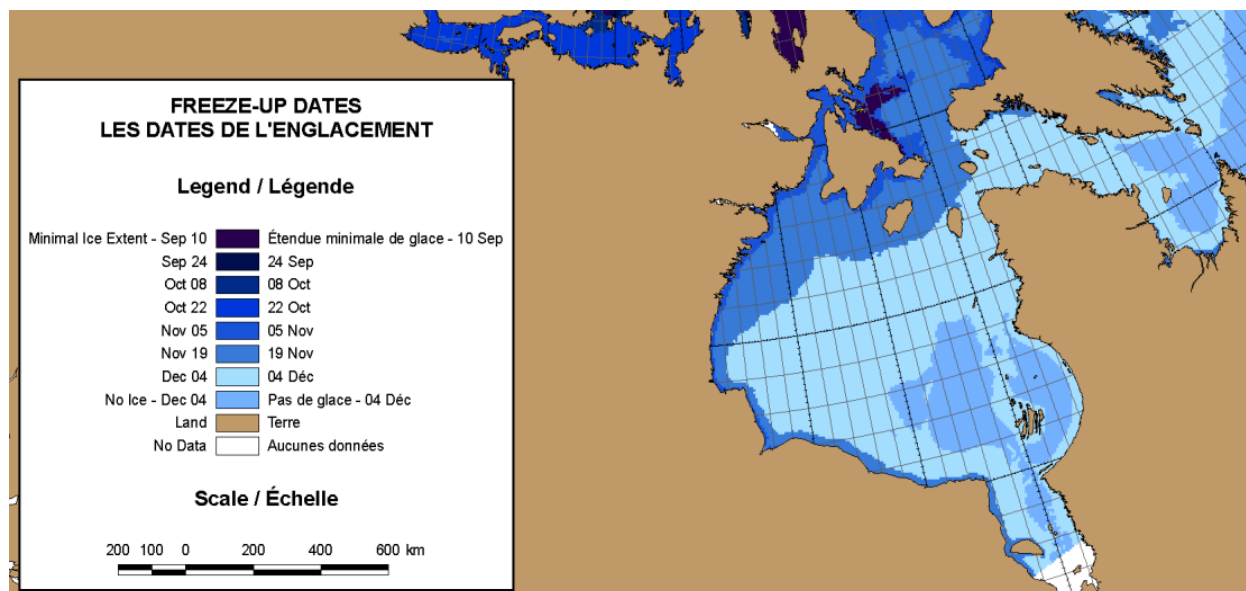 FREEZE-UP DATES
LES DATES DE L'ENGLACEMENT
Legend / Légende
Minimal Ice Extent - Sep 10 Étendue minimale de glace - 10 Sep
Sep 24 24 Sep
Oct 08 08 Oct
Oct 22 22 Oct
Nov 05 05 Nov
Nov 19 19 Nov
Dec 04 04 Déc
No Ice - Dec 04 Pas de glace - 04 Déc
Land Terre
No Data Aucunes données
Scale / Échelle
200 100 0 200 400 600 km